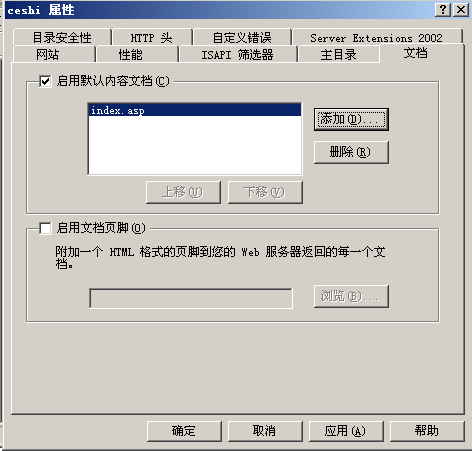 ceshi 属性
目录安全性 HTTP 头 自定义错误 Server Extensions 2002
网站 性能 ISAPI 筛选器 主目录 文档
启用默认内容文档(C)
index.asp
添加(D)...
删除(R)
上移(U) 下移(V)
启用文档页脚(O)
附加一个 HTML 格式的页脚到您的 Web 服务器返回的每一个文
档。
浏览(B)...
确定 取消 应用(A) 帮助